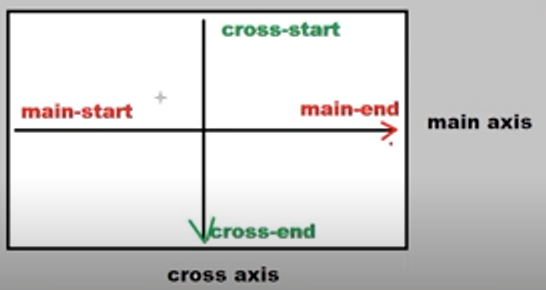 cross-start
main-start
main-end
main axis
cross-end
cross axis